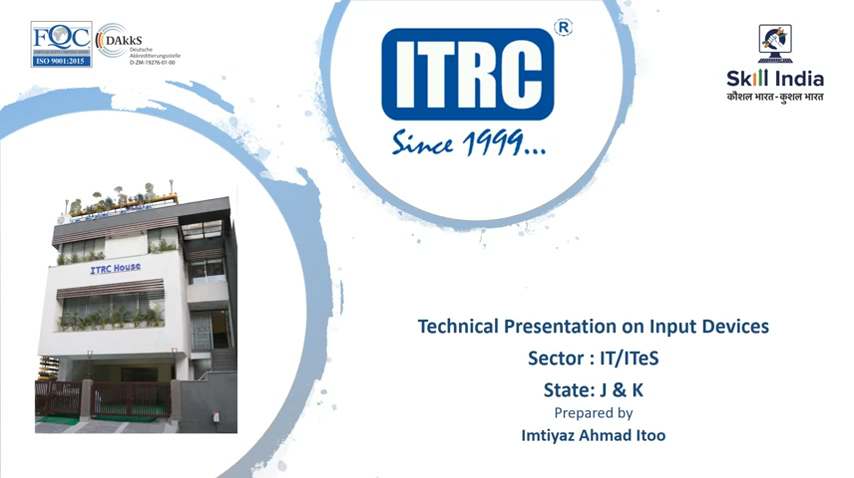 FQC
ISO 9001:2015
DAkkS
Deutsche
Akkreditierungsstelle
D-ZM-19276-01-00
ITRC
®
Since 1999...
Skill India
कौशल भारत-कुशल भारत
ITRC House
Technical Presentation on Input Devices
Sector : IT/ITeS
State: J & K
Prepared by
Imtiyaz Ahmad Itoo